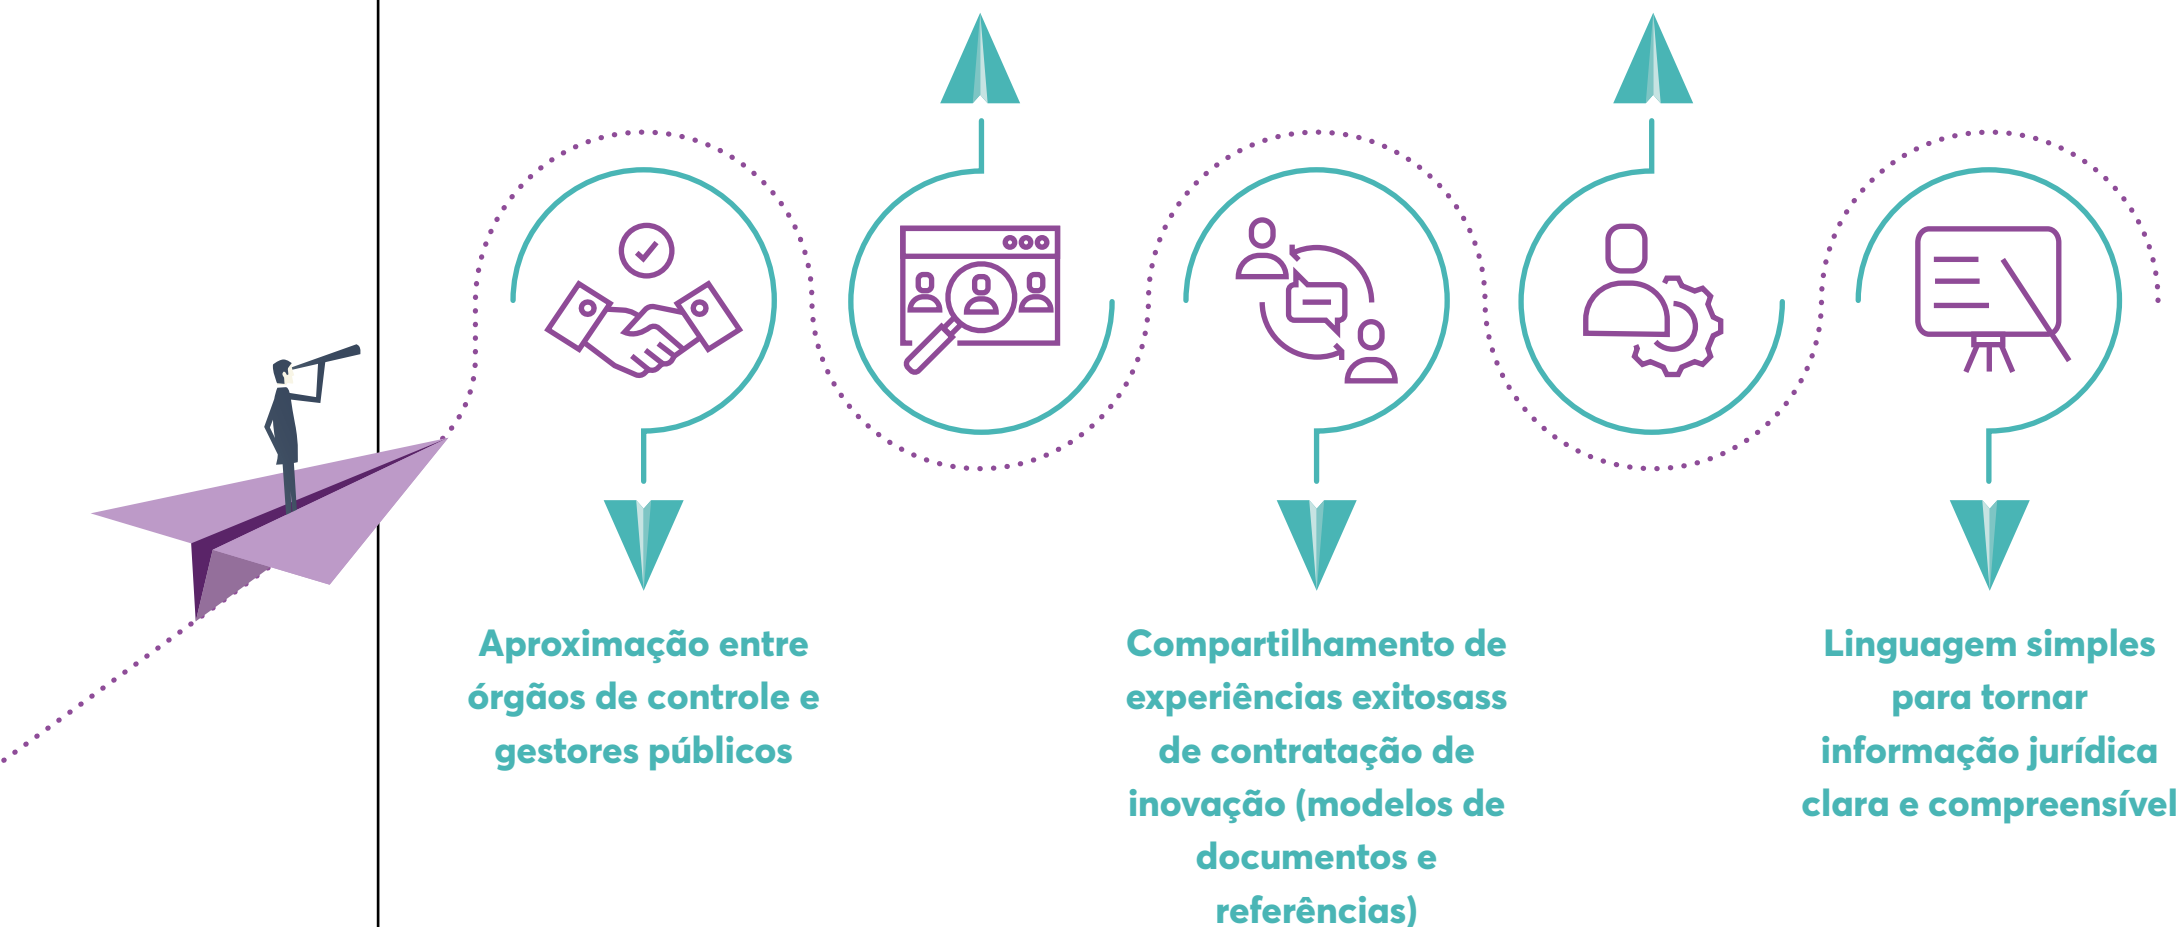 Aproximação entre
órgãos de controle e
gestores públicos
Compartilhamento de
experiências exitosass
de contratação de
inovação (modelos de
documentos e
referências)
Linguagem simples
para tornar
informação jurídica
clara e compreensível